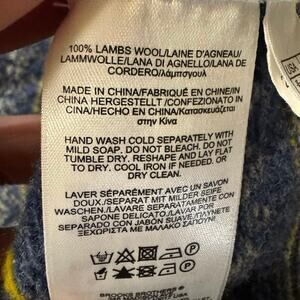 100% LAMBS WOOL/LAINE D'AGNEAU/
LAMMWOLLE/LANA DI AGNELLO/LANA DE
CORDERO/λάμπσγουλ
MADE IN CHINA/FABRIQUÉ EN CHINE/IN
CHINA HERGESTELLT /CONFEZIONATO IN
CINA/HECHO EN CHINA/Κατασκευάζεται
στην Κίνα
HAND WASH COLD SEPARATELY WITH
MILD SOAP. DO NOT BLEACH. DO NOT
TUMBLE DRY. RESHAPE AND LAY FLAT
TO DRY. COOL IRON IF NEEDED. OR
DRY CLEAN.
LAVER SÉPARÉMENT AVEC UN SAVON
DOUX./SEPARAT MIT MILDER SEIFE
WASCHEN./LAVARE SEPARATAMENTE CON
SAPONE DELICATO./LAVAR POR
SEPARADO CON JABÓN SUAVE/ΠΛΥΝΕΤΕ
ΞΕΧΩΡΙΣΤΑ ΜΕ ΜΑΛΑΚΟ ΣΑΠΟΥΝΙ.
BROOKS BROTHERS
USA